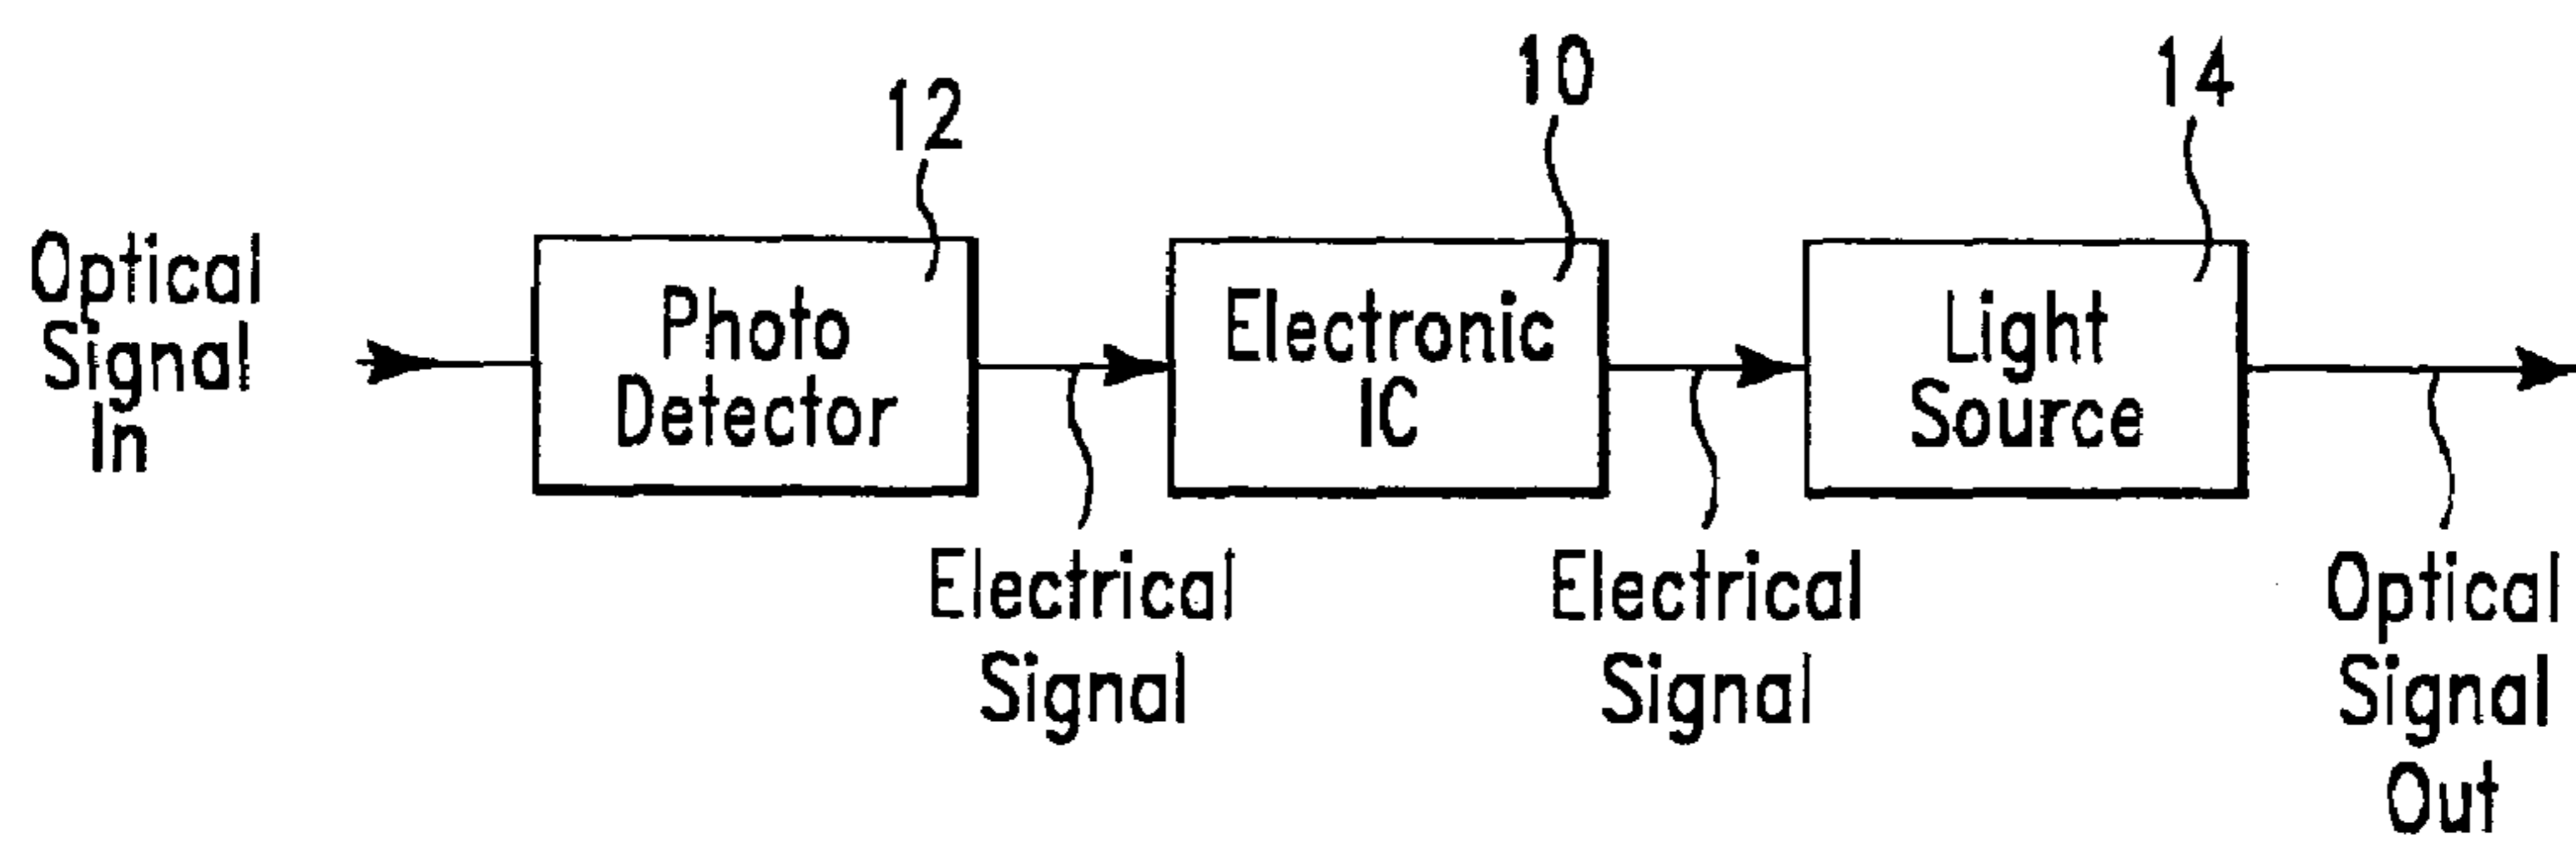 12
10
14
Optical
Signal
In
Photo
Detector
Electronic
IC
Light
Source
Electrical
Signal
Electrical
Signal
Optical
Signal
Out